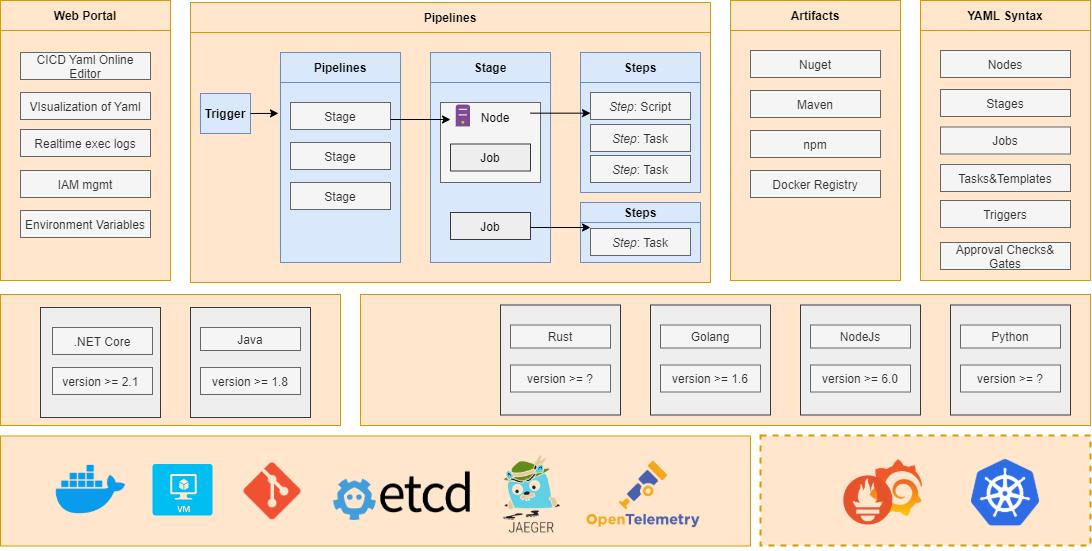 Web Portal
CICD Yaml Online
Editor
VIsualization of Yaml
Realtime exec logs
IAM mgmt
Environment Variables
Pipelines
Trigger
Pipelines
Stage
Stage
Stage
Stage
Node
Job
Job
Steps
Step: Script
Step: Task
Step: Task
Steps
Step: Task
Artifacts
Nuget
Maven
npm
Docker Registry
YAML Syntax
Nodes
Stages
Jobs
Tasks&Templates
Triggers
Approval Checks&
Gates
.NET Core
version >= 2.1
Java
version >= 1.8
Rust
version >= ?
Golang
version >= 1.6
NodeJs
version >= 6.0
Python
version >= ?
VM
etcd
JAEGER
OpenTelemetry